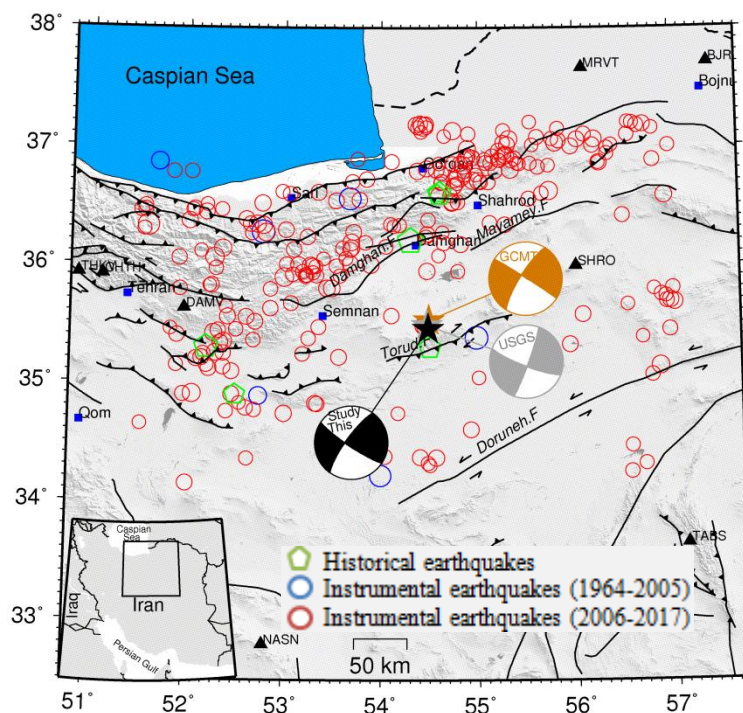 38°
37°
36°
35°
34°
33°
51°
52°
53°
54°
55°
56°
57°
Caspian Sea
MRVT
BJR
Bojnu
Gorgan
Sari
Shahrod
Damghan
Mayamey.F
Damghan.F
GCMT
SHRO
Tehran
DAMV
Semnan
USGS
Torud
Qom
Study
This
Doruneh.F
TABS
Caspian
Sea
Iran
Iraq
Persian Gulf
Historical earthquakes
Instrumental earthquakes (1964-2005)
Instrumental earthquakes (2006-2017)
NASN
50 km